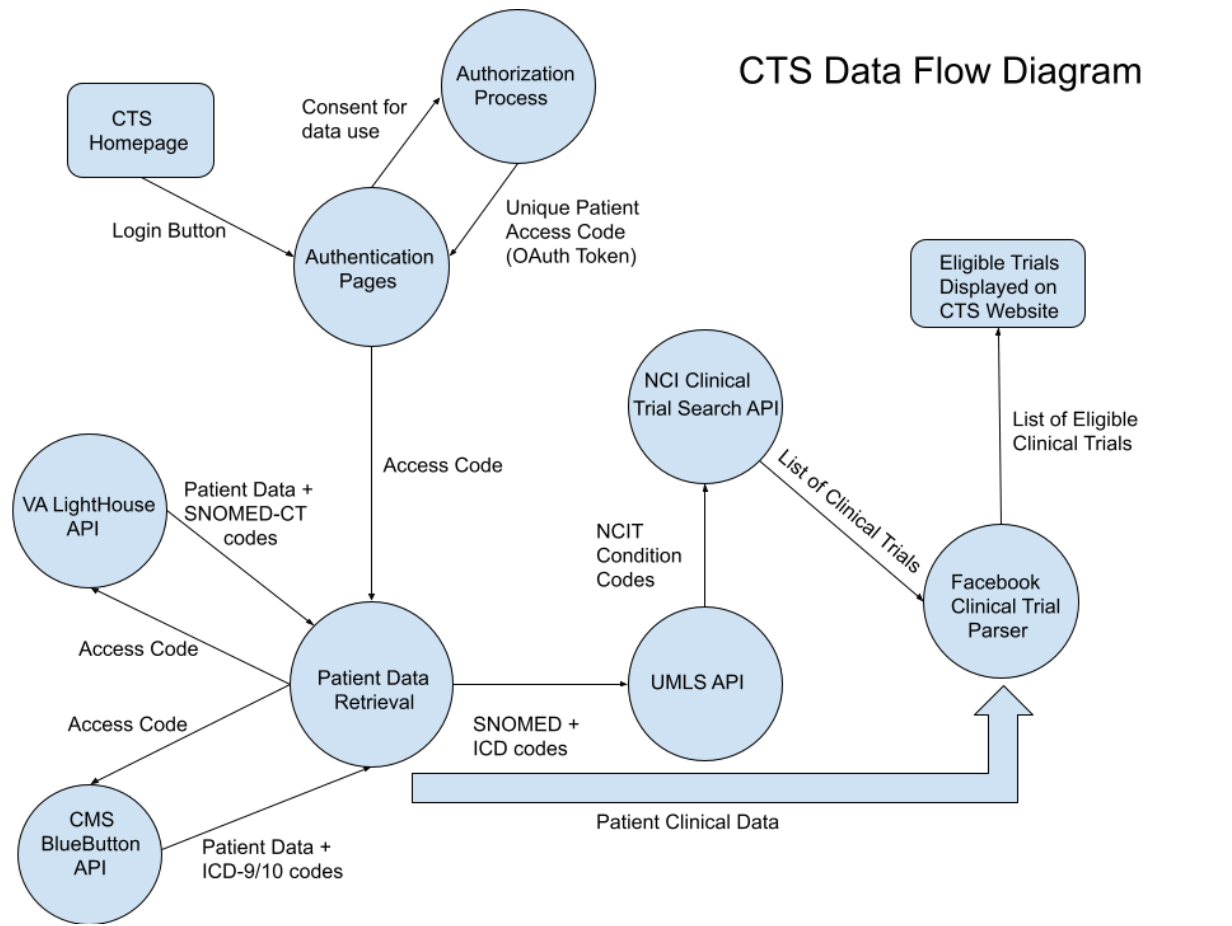 CTS Data Flow Diagram
Authorization
Process
Consent for
data use
CTS
Homepage
Login Button
Unique Patient
Access Code
(OAuth Token)
Authentication
Pages
Eligible Trials
Displayed on
CTS Website
NCI Clinical
Trial Search API
List of Eligible
Clinical Trials
Access Code
List of Clinical Trials
VA LightHouse
API
Patient Data +
SNOMED-CT
codes
NCIT
Condition
Codes
Facebook
Clinical Trial
Parser
Access Code
Patient Data
Retrieval
UMLS API
Access Code
SNOMED +
ICD codes
CMS
BlueButton
API
Patient Data +
ICD-9/10 codes
Patient Clinical Data